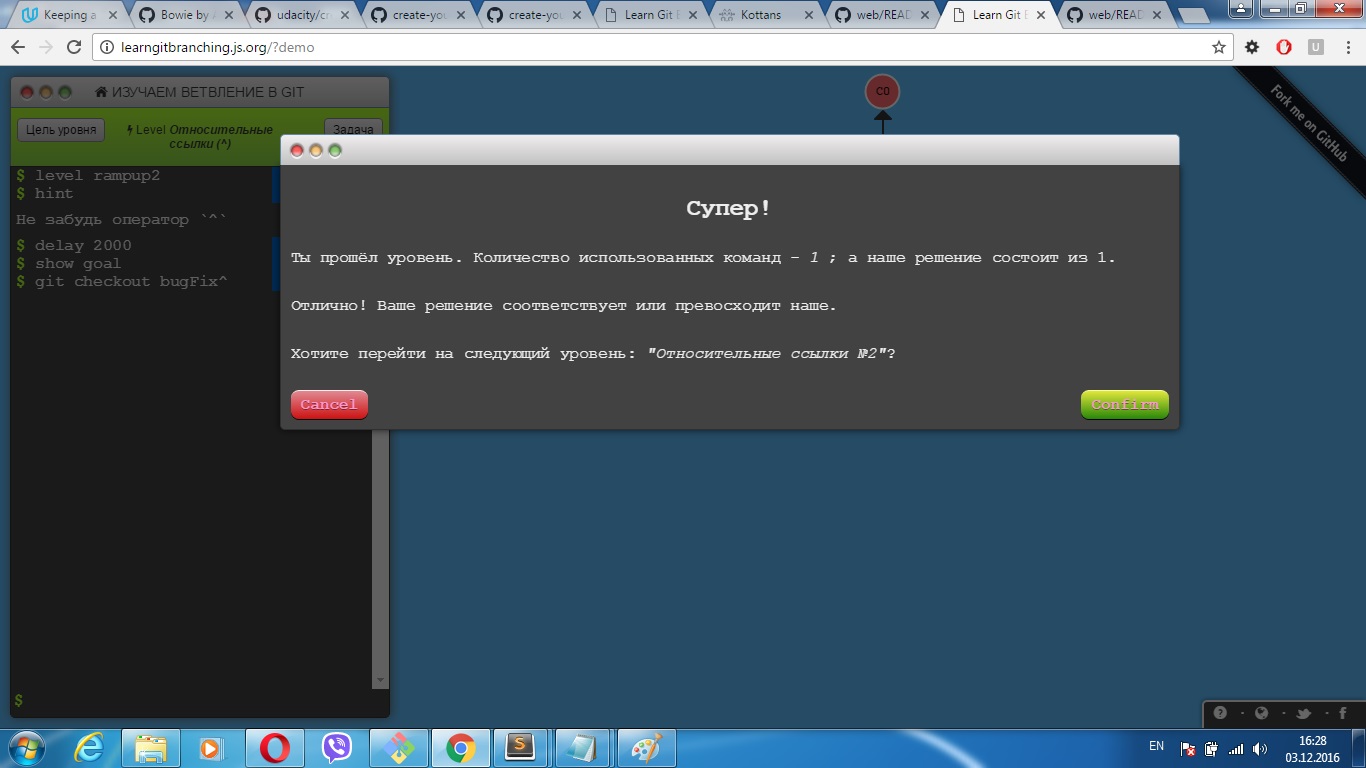 Keeping a
Bowie by
udacity/cr
create-you
create-you
Learn Git B
Kottans
web/READ
Learn Git B
web/READ
learngitbranching.js.org/?demo
ИЗУЧАЕМ ВЕТВЛЕНИЕ В GIT
Цель уровня
Level Относительные
ссылки (^)
Задача
$ level rampup2
$ hint
Не забудь оператор `^`
$ delay 2000
$ show goal
$ git checkout bugFix^
$
C0
Fork me on GitHub
Супер!
Ты прошёл уровень. Количество использованных команд – 1 ; а наше решение состоит из 1.
Отлично! Ваше решение соответствует или превосходит наше.
Хотите перейти на следующий уровень: "Относительные ссылки №2"?
Cancel
Confirm
EN
16:28
03.12.2016